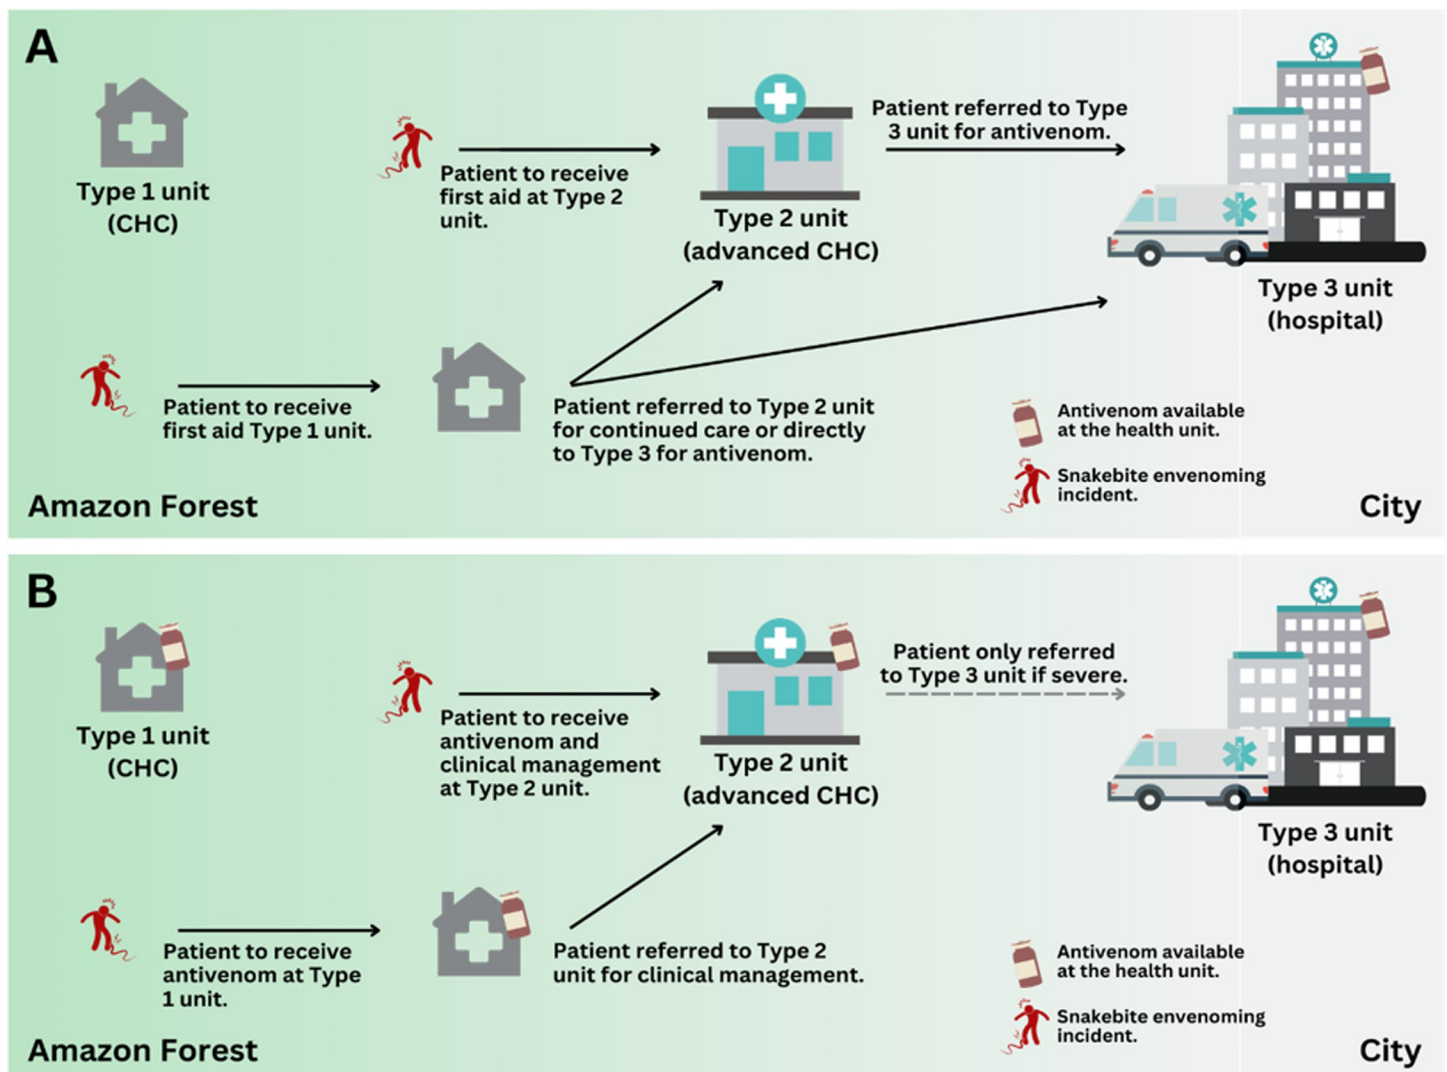 A
Type 1 unit
(CHC)
Patient to receive
first aid at Type 2
unit.
Type 2 unit
(advanced CHC)
Patient referred to Type
3 unit for antivenom.
Type 3 unit
(hospital)
Patient to receive
first aid Type 1 unit.
Patient referred to Type 2 unit
for continued care or directly
to Type 3 for antivenom.
Antivenom available
at the health unit.
Snakebite envenoming
incident.
Amazon Forest
City
B
Type 1 unit
(CHC)
Patient to receive
antivenom and
clinical management
at Type 2 unit.
Type 2 unit
(advanced CHC)
Patient only referred
to Type 3 unit if severe.
Type 3 unit
(hospital)
Patient to receive
antivenom at Type
1 unit.
Patient referred to Type 2
unit for clinical management.
Antivenom available
at the health unit.
Snakebite envenoming
incident.
Amazon Forest
City